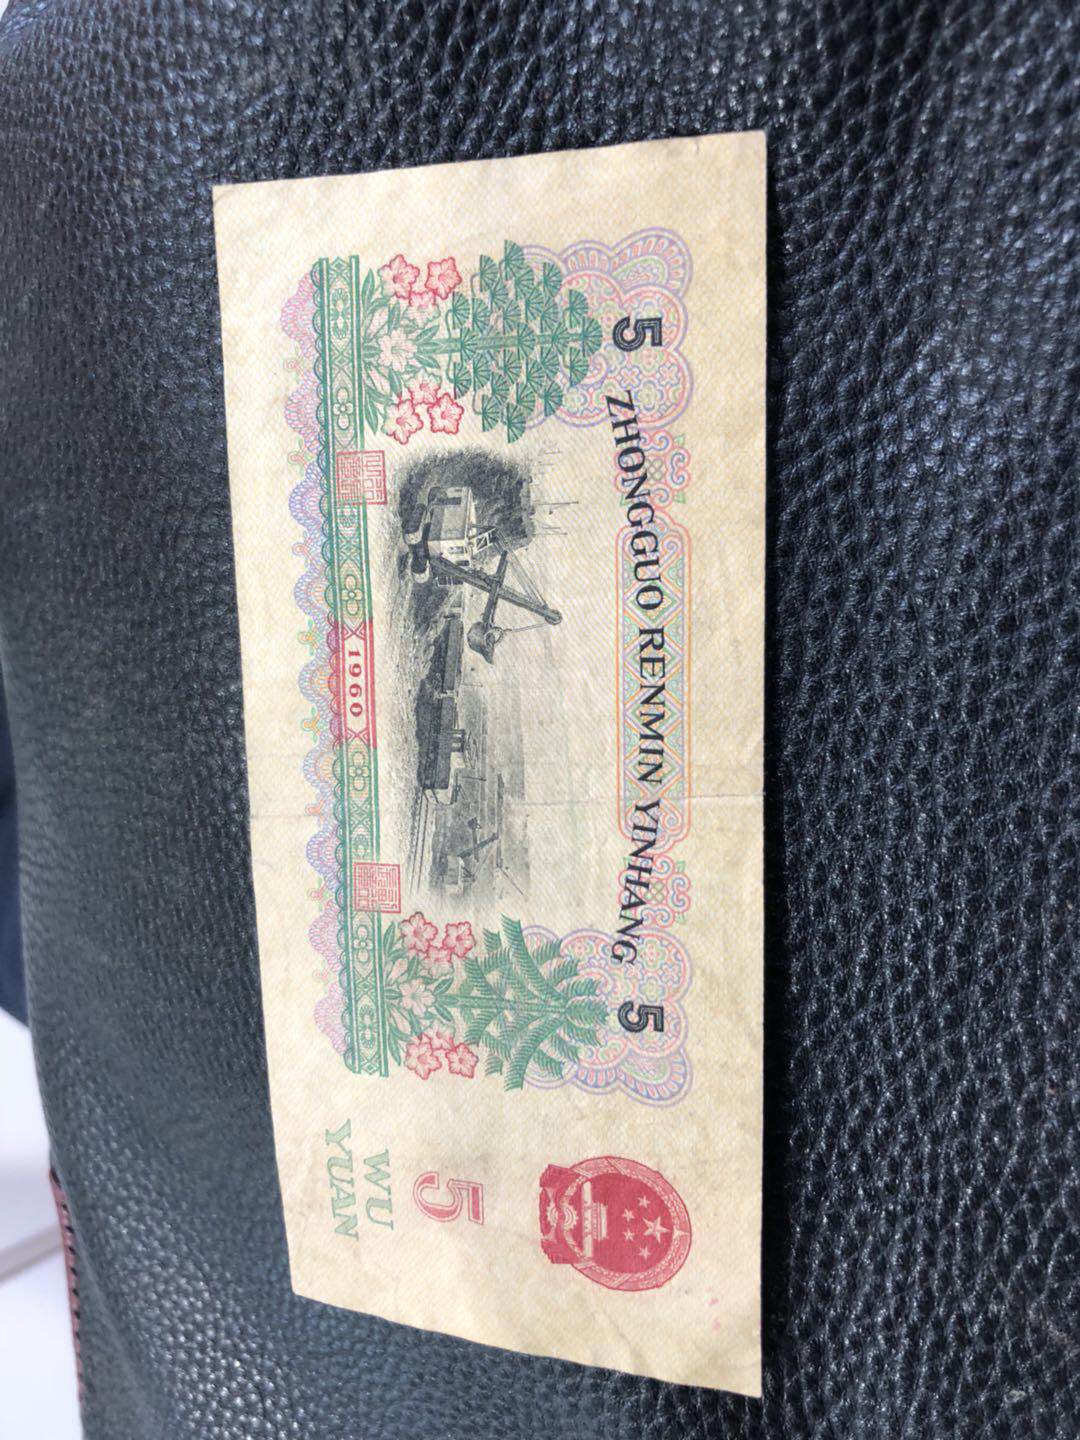 5 ZHONGGUO RENMIN YINHANG 5
1960
5
WU
YUAN